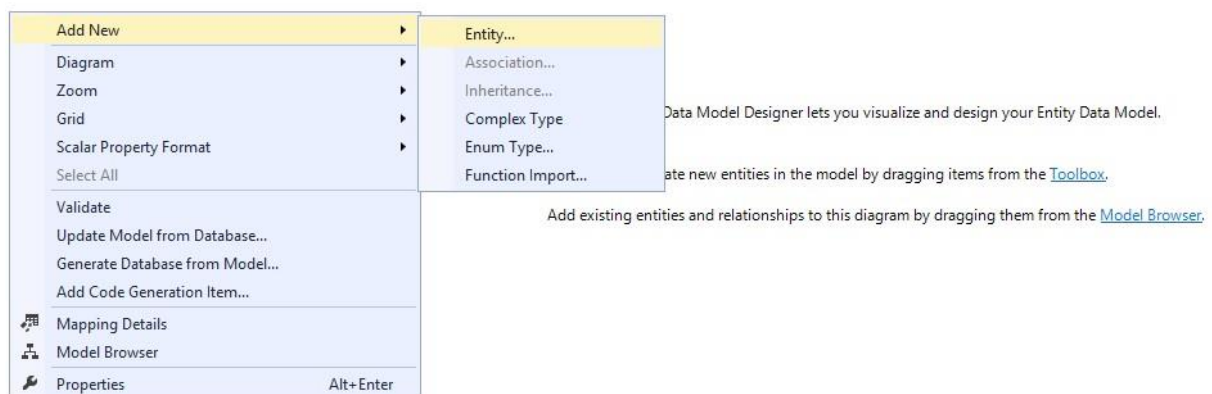 Add New
Diagram
Zoom
Grid
Scalar Property Format
Select All
Validate
Update Model from Database...
Generate Database from Model...
Add Code Generation Item...
Mapping Details
Model Browser
Properties Alt+Enter
Entity...
Association...
Inheritance...
Complex Type
Enum Type...
Function Import...
Data Model Designer lets you visualize and design your Entity Data Model.
new entities in the model by dragging items from the Toolbox.
Add existing entities and relationships to this diagram by dragging them from the Model Browser.